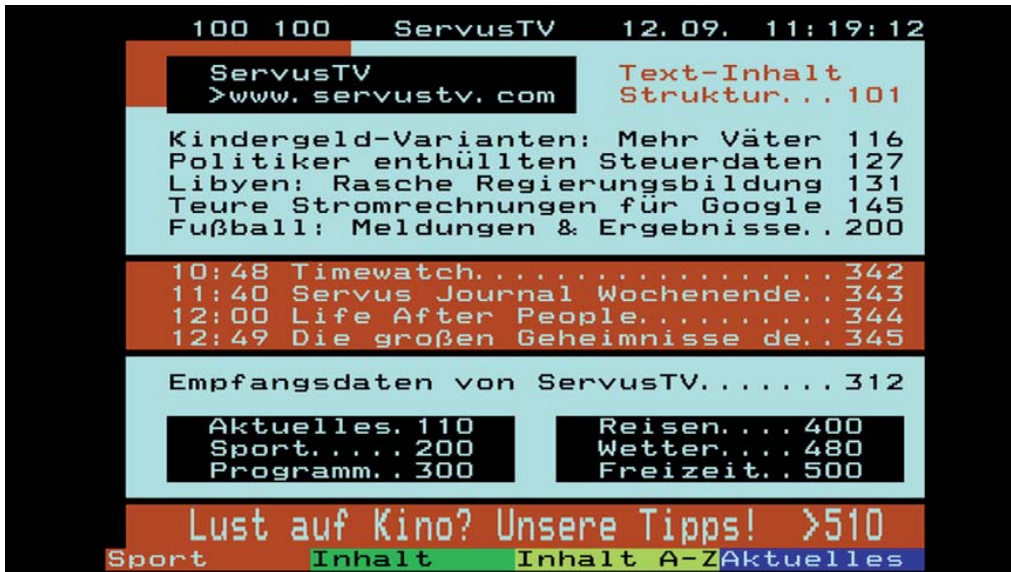 100 100 ServusTV 12.09. 11:19:12
ServusTV
>www.servustv.com
Text-Inhalt
Struktur...101
Kindergeld-Varianten: Mehr Väter 116
Politiker enthüllten Steuerdaten 127
Libyen: Rasche Regierungsbildung 131
Teure Stromrechnungen für Google 145
Fußball: Meldungen & Ergebnisse..200
10:48 Timewatch..................342
11:40 Servus Journal Wochenende..343
12:00 Life After People..........344
12:49 Die großen Geheimnisse de..345
Empfangsdaten von ServusTV.......312
Aktuelles.110
Sport.....200
Programm..300
Reisen....400
Wetter....480
Freizeit..500
Lust auf Kino? Unsere Tipps! >510
Sport Inhalt Inhalt A-Z Aktuelles